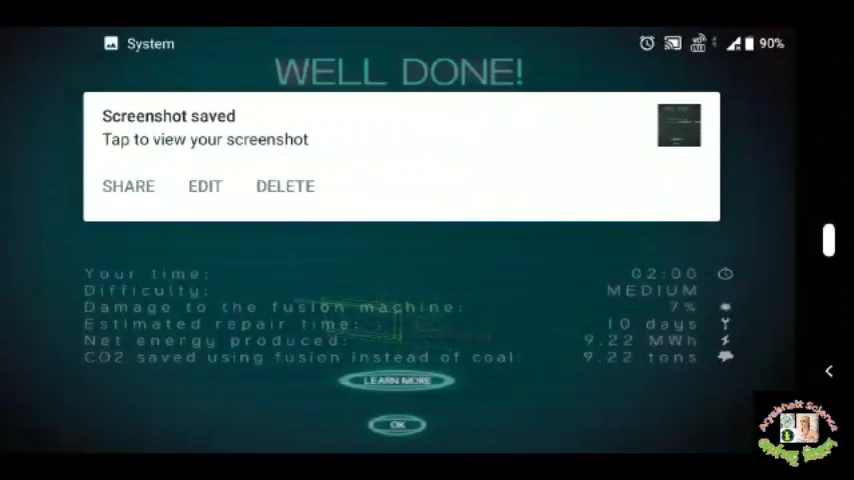 System
90%
WELL DONE!
Screenshot saved
Tap to view your screenshot
SHARE EDIT DELETE
Your time: 02:00
Difficulty: MEDIUM
Damage to the fusion machine: 7%
Estimated repair time: 10 days
Net energy produced: 9.22 MWh
CO2 saved using fusion instead of coal: 9.22 tons
LEARN MORE
OK
Aryabhatt Science